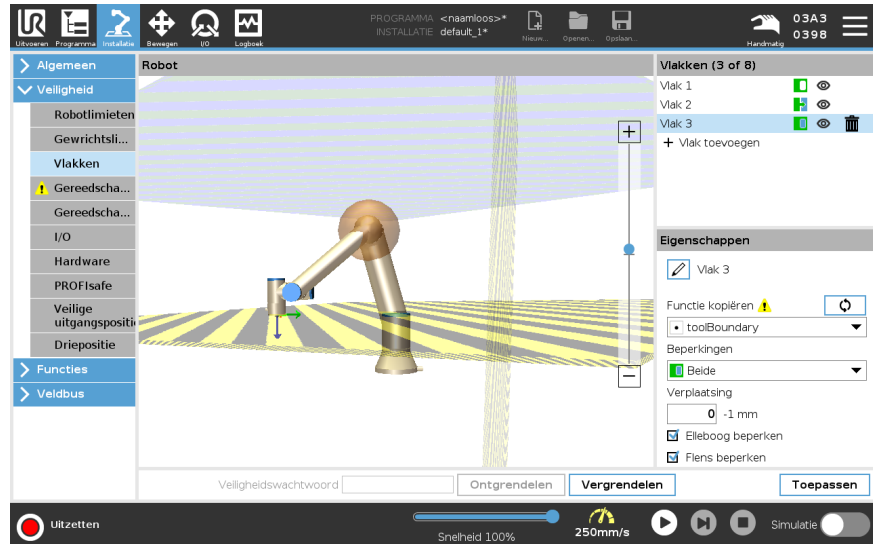 PROGRAMMA <naamloos>*
INSTALLATIE default_1*
Uitvoeren
Programma
Installatie
Bewegen
I/O
Logboek
Nieuw...
Openen...
Opslaan...
Handmatig
03A3
0398
Algemeen
Veiligheid
Robotlimieten
Gewrichtsli...
Vlakken
Gereedscha...
Gereedscha...
I/O
Hardware
PROFIsafe
Veilige
uitgangspositi
Driepositie
Functies
Veldbus
Robot
Vlakken (3 of 8)
Vlak 1
Vlak 2
Vlak 3
+ Vlak toevoegen
Eigenschappen
Vlak 3
Functie kopiëren
toolBoundary
Beperkingen
Beide
Verplaatsing
0 -1 mm
Elleboog beperken
Flens beperken
Veiligheidswachtwoord
Ontgrendelen
Vergrendelen
Toepassen
Uitzetten
Snelheid 100%
250mm/s
Simulatie